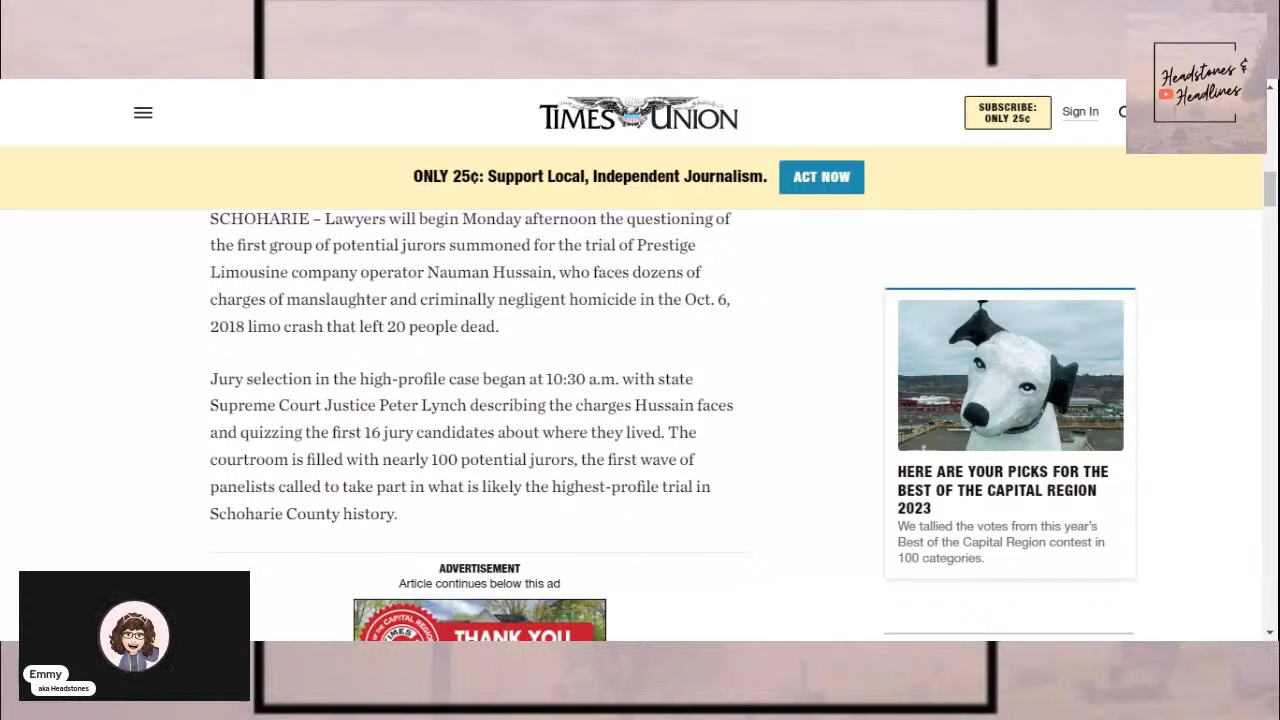 Headstones &
Headlines
TIMES UNION
SUBSCRIBE:
ONLY 25¢
Sign In
ONLY 25¢: Support Local, Independent Journalism.
ACT NOW
SCHOHARIE – Lawyers will begin Monday afternoon the questioning of
the first group of potential jurors summoned for the trial of Prestige
Limousine company operator Nauman Hussain, who faces dozens of
charges of manslaughter and criminally negligent homicide in the Oct. 6,
2018 limo crash that left 20 people dead.
Jury selection in the high-profile case began at 10:30 a.m. with state
Supreme Court Justice Peter Lynch describing the charges Hussain faces
and quizzing the first 16 jury candidates about where they lived. The
courtroom is filled with nearly 100 potential jurors, the first wave of
panelists called to take part in what is likely the highest-profile trial in
Schoharie County history.
HERE ARE YOUR PICKS FOR THE
BEST OF THE CAPITAL REGION
2023
We tallied the votes from this year's
Best of the Capital Region contest in
100 categories.
ADVERTISEMENT
Article continues below this ad
THANK YOU
Emmy
aka Headstones